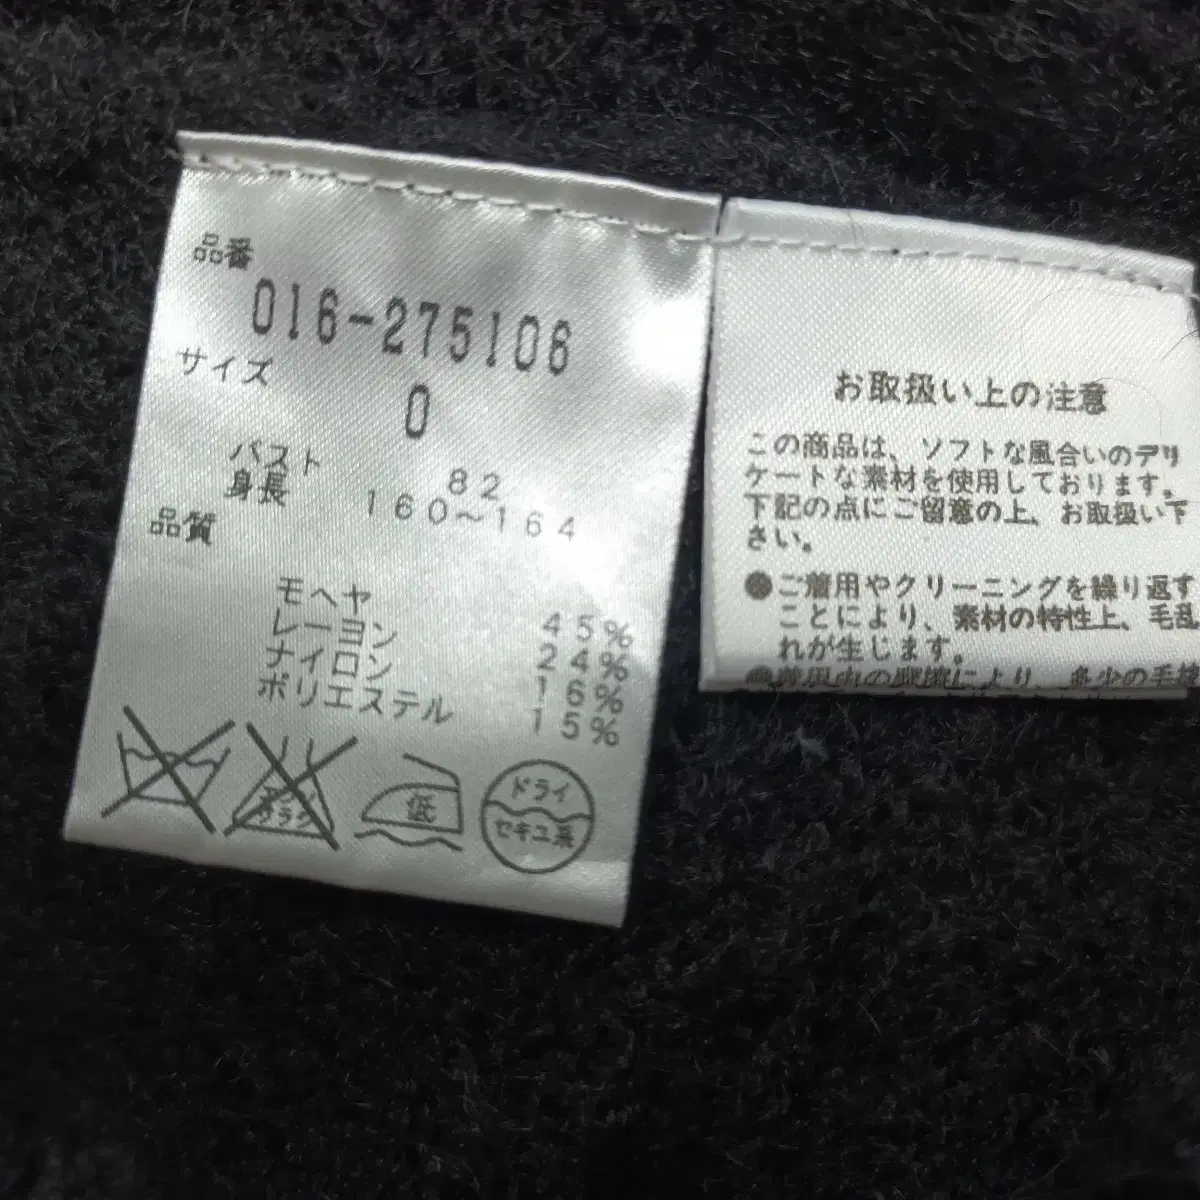 品番
016-275106
サイズ
0
バスト 82
身長 160～164
品質
モヘヤ 45%
レーヨン 24%
ナイロン 16%
ポリエステル 15%
低
ドライ
セキユ系
お取扱い上の注意
この商品は、ソフトな風合いのデリ
ケートな素材を使用しております。
下記の点にご留意の上、お取扱い下
さい。
●ご着用やクリーニングを繰り返す
ことにより、素材の特性上、毛乱
れが生じます。